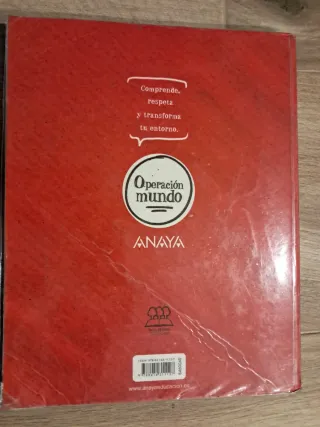 Comprende,
respeta
y transforma
tu entorno.
Operación
mundo
ANAYA
www.anayaeducacion.es